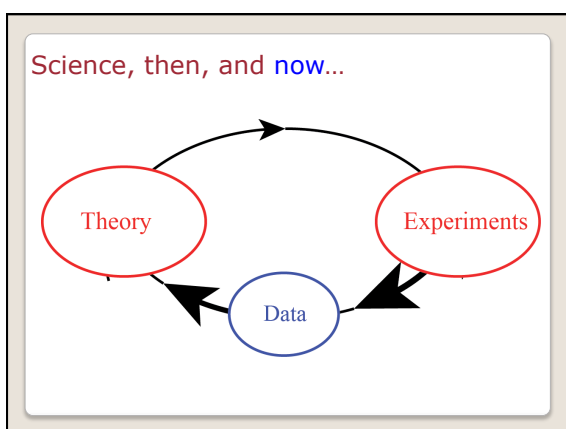 Science, then, and now…
Theory
Experiments
Data